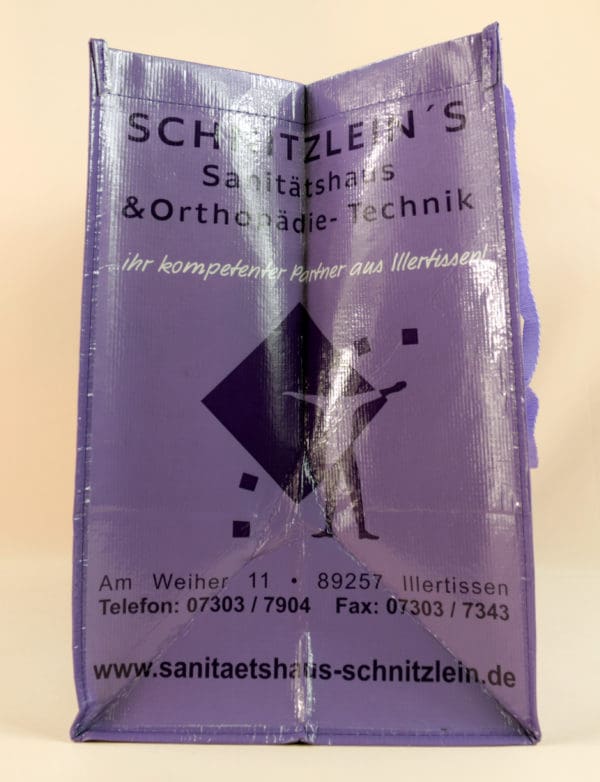 SCHNITZLEIN´S
Sanitätshaus
&Orthopädie- Technik
...ihr kompetenter Partner aus Illertissen!
Am Weiher 11 • 89257 Illertissen
Telefon: 07303 / 7904 Fax: 07303 / 7343
www.sanitaetshaus-schnitzlein.de